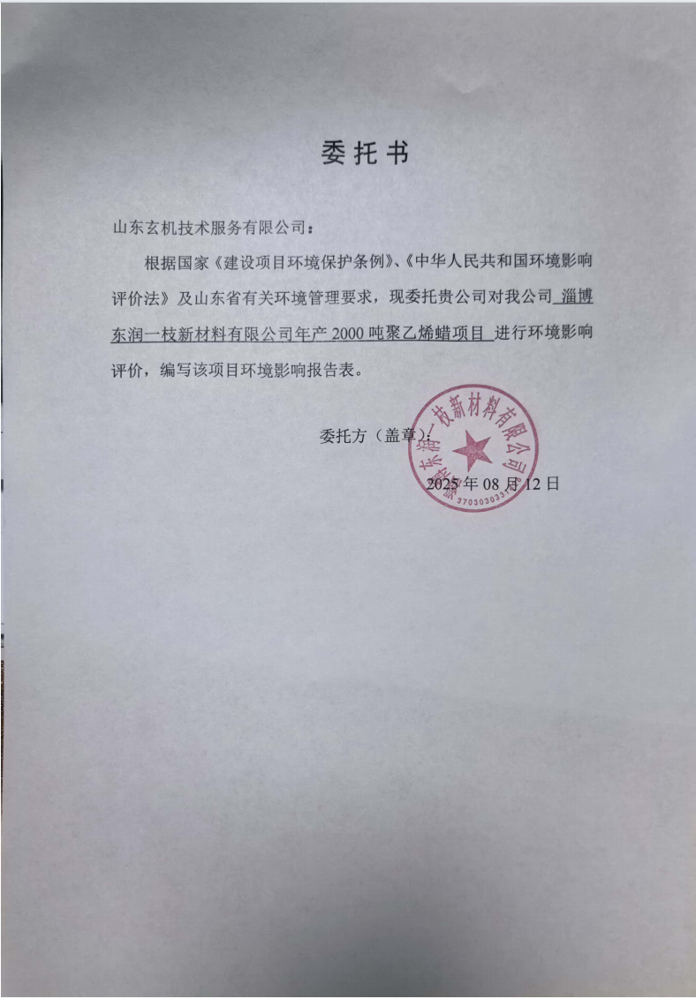 委托书
山东玄机技术服务有限公司：
根据国家《建设项目环境保护条例》、《中华人民共和国环境影响
评价法》及山东省有关环境管理要求，现委托贵公司对我公司 淄博
东润一枝新材料有限公司年产 2000 吨聚乙烯蜡项目 进行环境影响
评价，编写该项目环境影响报告表。
委托方（盖章）：
淄博东润一枝新材料有限公司
2025 年 08 月 12 日
370303033